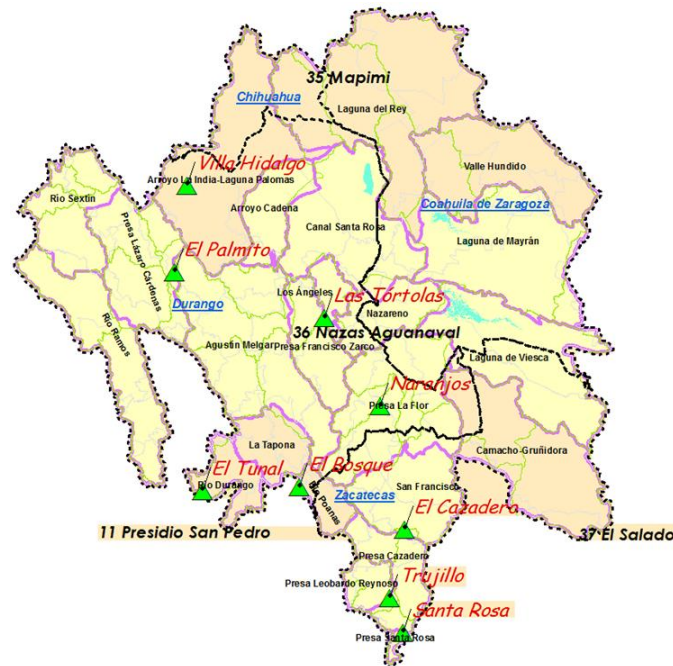 35 Mapimi
Chihuahua
Laguna del Rey
Villa Hidalgo
Valle Hundido
Arroyo La India-Laguna Palomas
Rio Sextin
Arroyo Cadena
Coahuila de Zaragoza
Presa Lázaro Cárdenas
Canal Santa Rosa
Laguna de Mayrán
El Palmito
Los Ángeles
Las Tórtolas
Durango
Nazareno
36 Nazas Aguanaval
Rio Ramos
Agustin Melgar
Presa Francisco Zarco
Laguna de Viesca
Naranjos
Presa La Flor
La Tapona
Camacho-Gruñidora
El Tunal
El Bosque
Rio Durango
San Francisco
Zacatecas
Rio Poanas
El Cazadero
11 Presidio San Pedro
37 El Salado
Presa Cazadero
Trujillo
Presa Leobardo Reynoso
Santa Rosa
Presa Santa Rosa